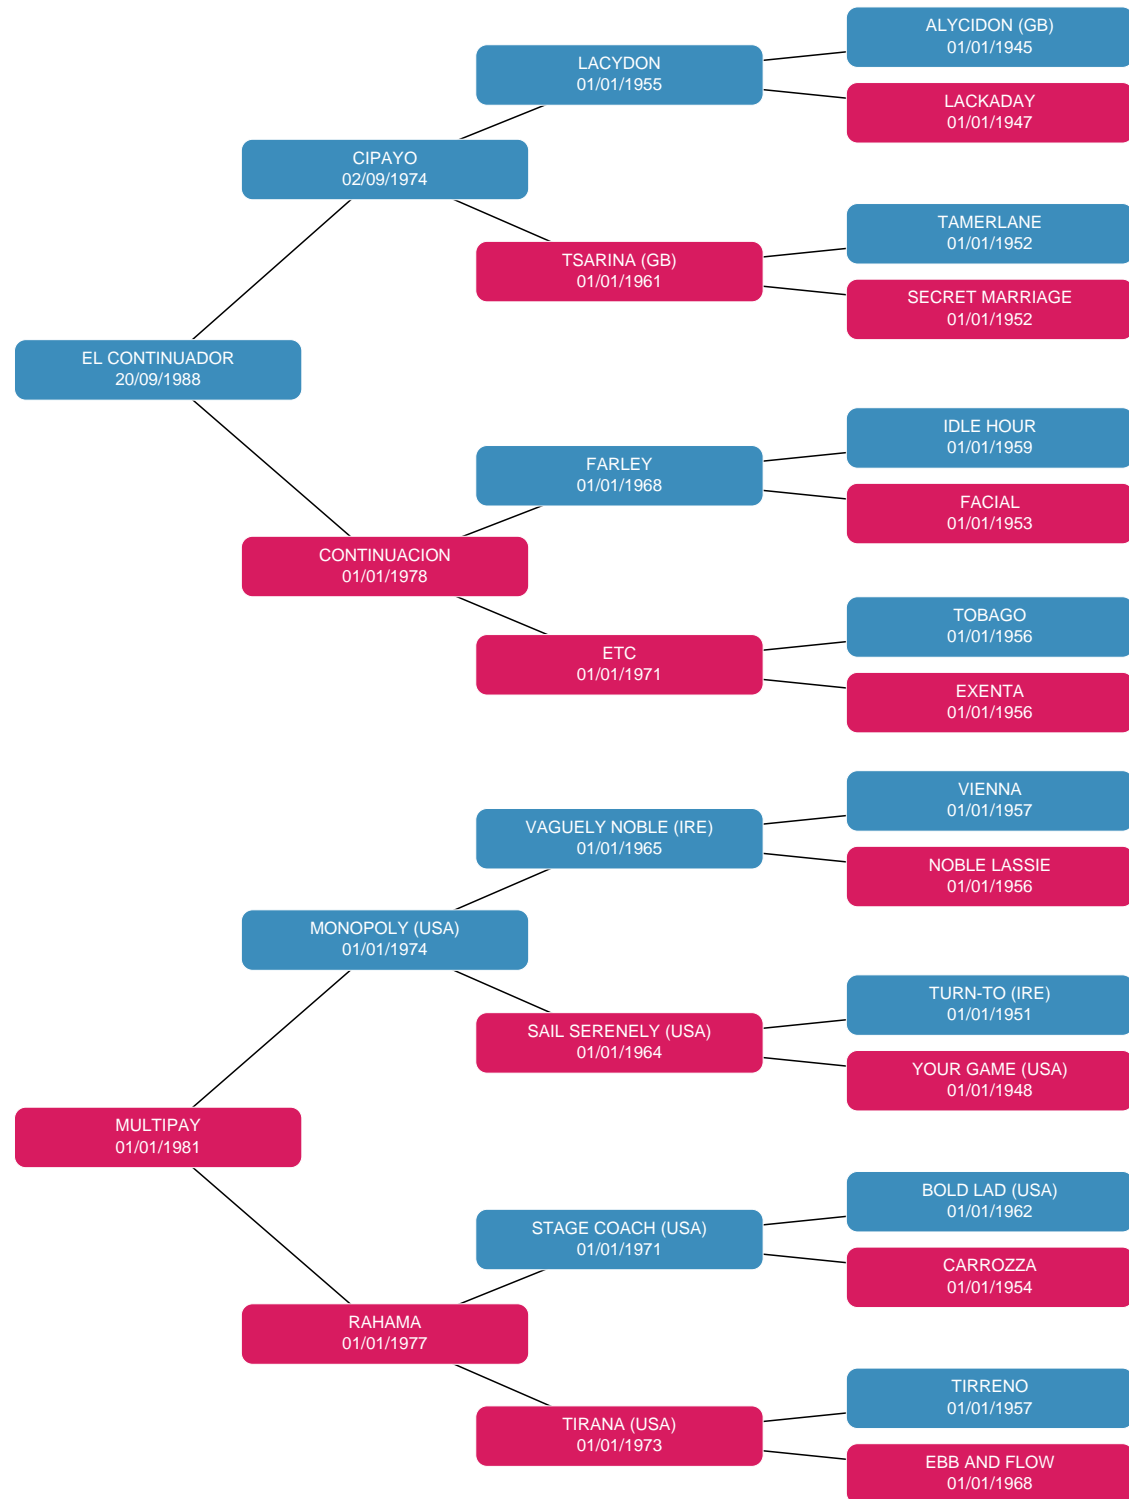 ALYCIDON (GB)
01/01/1945
LACYDON
01/01/1955
LACKADAY
01/01/1947
CIPAYO
02/09/1974
TAMERLANE
01/01/1952
TSARINA (GB)
01/01/1961
SECRET MARRIAGE
01/01/1952
EL CONTINUADOR
20/09/1988
IDLE HOUR
01/01/1959
FARLEY
01/01/1968
FACIAL
01/01/1953
CONTINUACION
01/01/1978
TOBAGO
01/01/1956
ETC
01/01/1971
EXENTA
01/01/1956
VIENNA
01/01/1957
VAGUELY NOBLE (IRE)
01/01/1965
NOBLE LASSIE
01/01/1956
MONOPOLY (USA)
01/01/1974
TURN-TO (IRE)
01/01/1951
SAIL SERENELY (USA)
01/01/1964
YOUR GAME (USA)
01/01/1948
MULTIPAY
01/01/1981
BOLD LAD (USA)
01/01/1962
STAGE COACH (USA)
01/01/1971
CARROZZA
01/01/1954
RAHAMA
01/01/1977
TIRRENO
01/01/1957
TIRANA (USA)
01/01/1973
EBB AND FLOW
01/01/1968